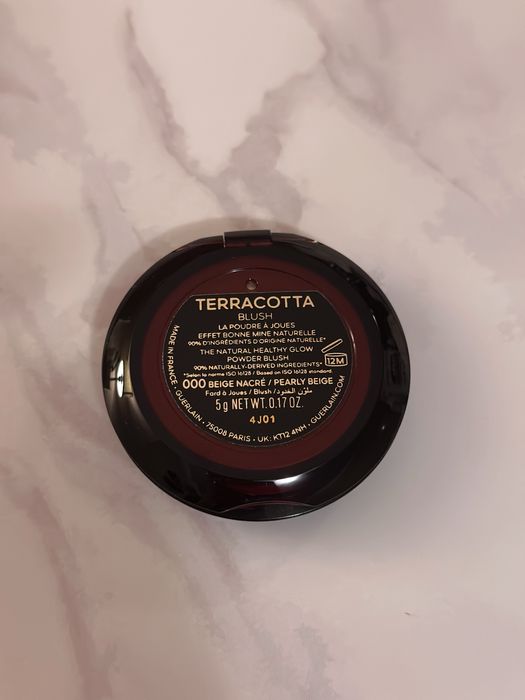 TERRACOTTA
BLUSH
LA POUDRE À JOUES
EFFET BONNE MINE NATURELLE
90% D'INGRÉDIENTS D'ORIGINE NATURELLE*
THE NATURAL HEALTHY GLOW
POWDER BLUSH
90% NATURALLY-DERIVED INGREDIENTS*
*Selon la norme ISO 16128 / Based on ISO 16128 standard.
12M
000 BEIGE NACRÉ / PEARLY BEIGE
Fard à Joues / Blush / ملوّن الخدود
5g NET WT. 0.17 OZ.
4J01
MADE IN FRANCE • GUERLAIN • 75008 PARIS • UK: KT12 4NH • GUERLAIN.COM